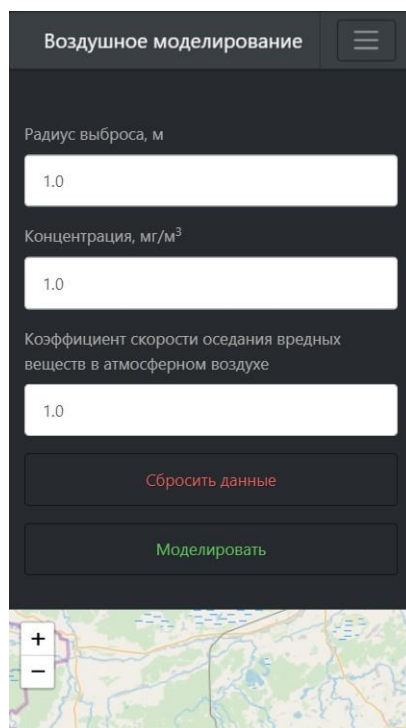 Воздушное моделирование
Радиус выброса, м
1.0
Концентрация, мг/м³
1.0
Коэффициент скорости оседания вредных
веществ в атмосферном воздухе
1.0
Сбросить данные
Моделировать
+
−